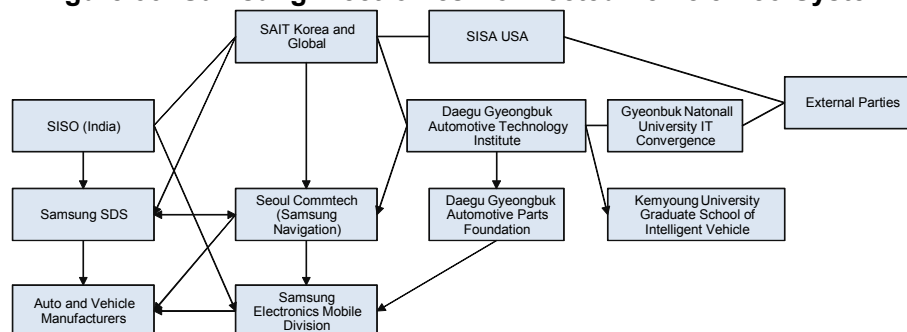 SAIT Korea and
Global
SISA USA
External Parties
SISO (India)
Daegu Gyeongbuk
Automotive Technology
Institute
Gyeonbuk Natonall
University IT
Convergence
Samsung SDS
Seoul Commtech
(Samsung
Navigation)
Daegu Gyeongbuk
Automotive Parts
Foundation
Kemyoung University
Graduate School of
Intelligent Vehicle
Auto and Vehicle
Manufacturers
Samsung
Electronics Mobile
Division